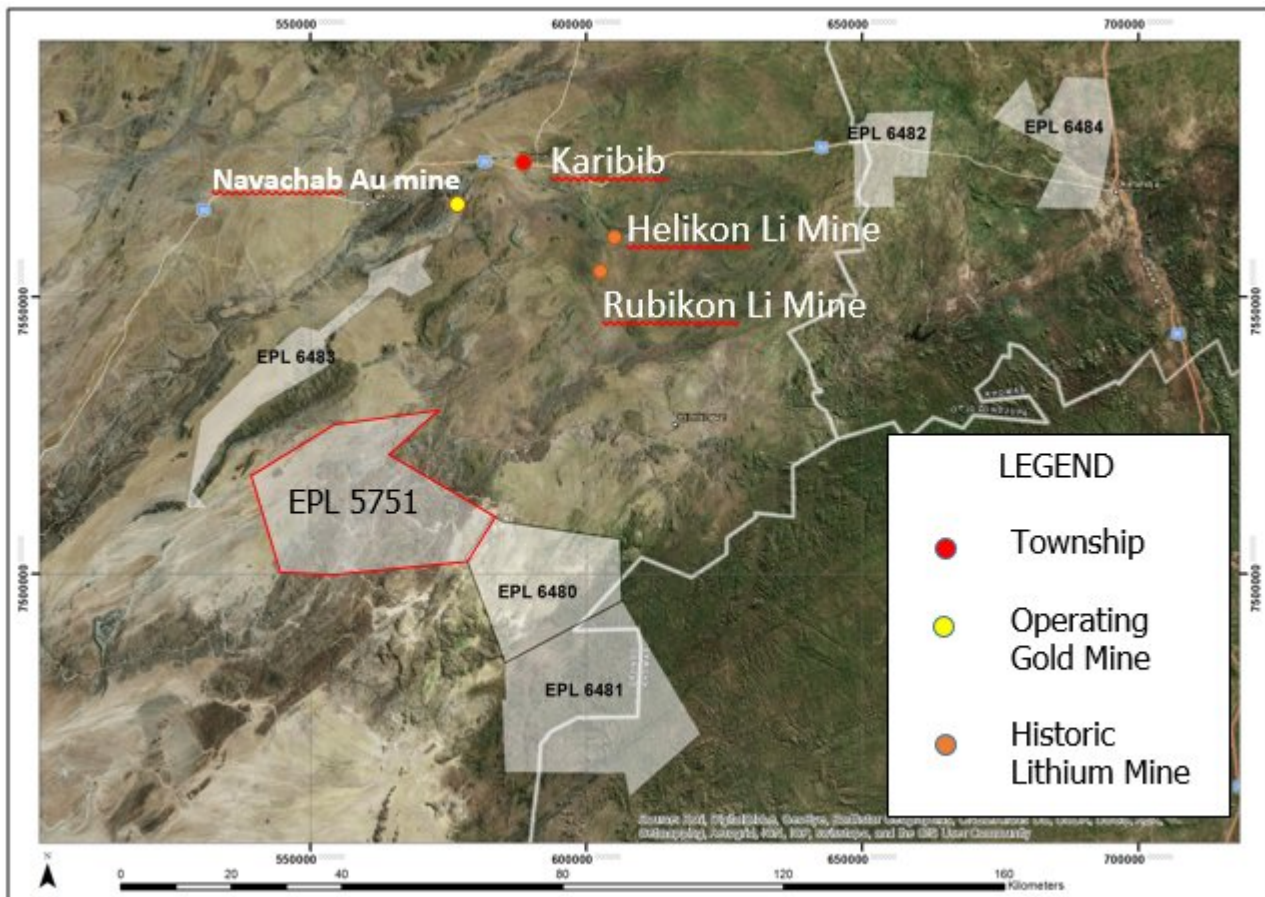 550000
600000
650000
700000
EPL 6482
EPL 6484
Karibib
Navachab Au mine
Helikon Li Mine
Rubikon Li Mine
7550000
7550000
EPL 6483
EPL 5751
EPL 6480
EPL 6481
7500000
7500000
LEGEND
Township
Operating
Gold Mine
Historic
Lithium Mine
550000
600000
650000
700000
N
0
20
40
80
120
160
Kilometers